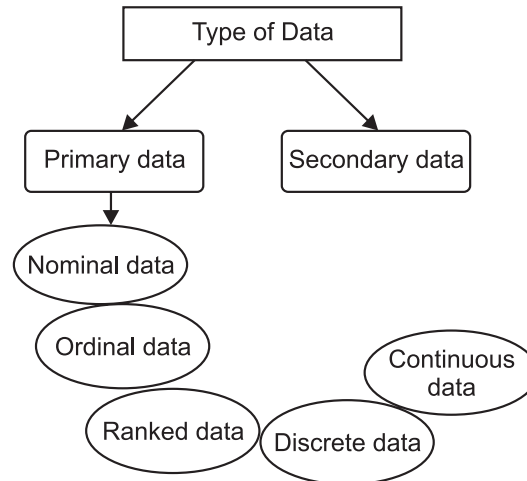 Type of Data
Primary data
Secondary data
Nominal data
Ordinal data
Continuous
data
Ranked data
Discrete data